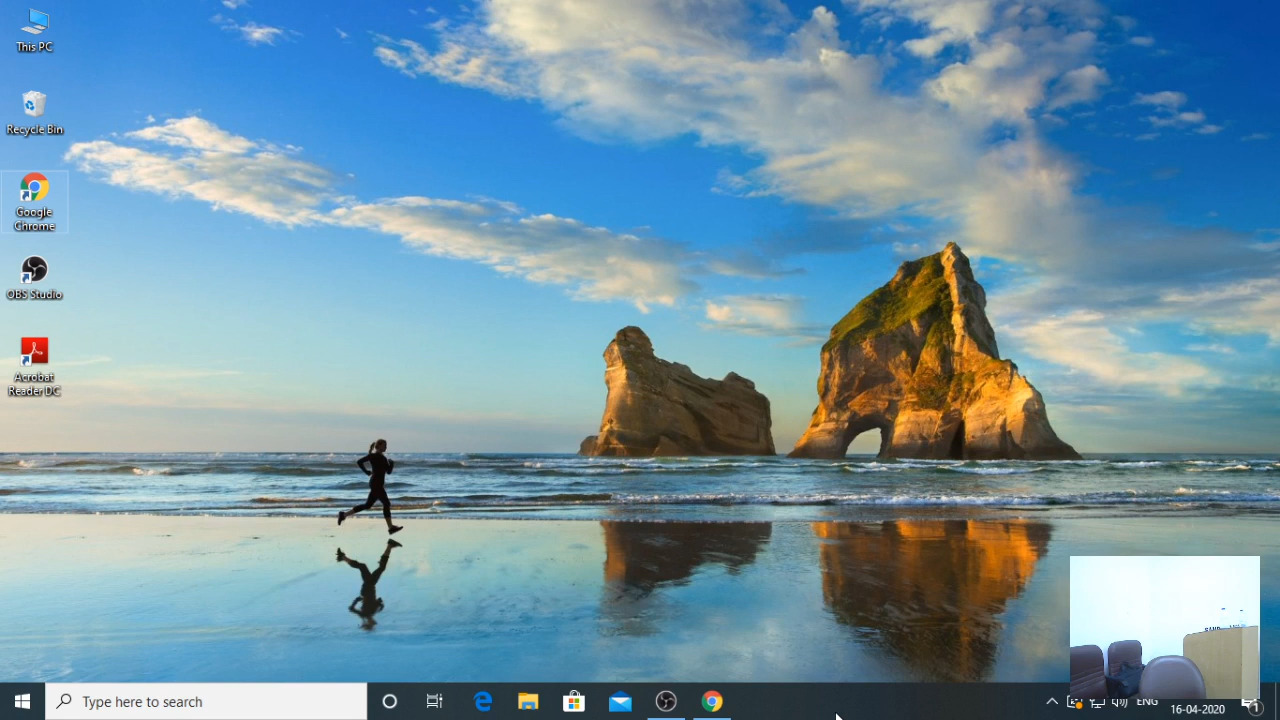 This PC
Recycle Bin
Google
Chrome
OBS Studio
Acrobat
Reader DC
Type here to search
ENG
16-04-2020
1